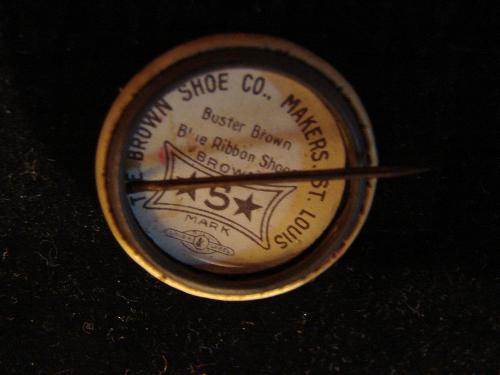 THE BROWN SHOE CO., MAKERS. ST. LOUIS
Buster Brown
Blue Ribbon Shoes
BROWN
★5★
MARK